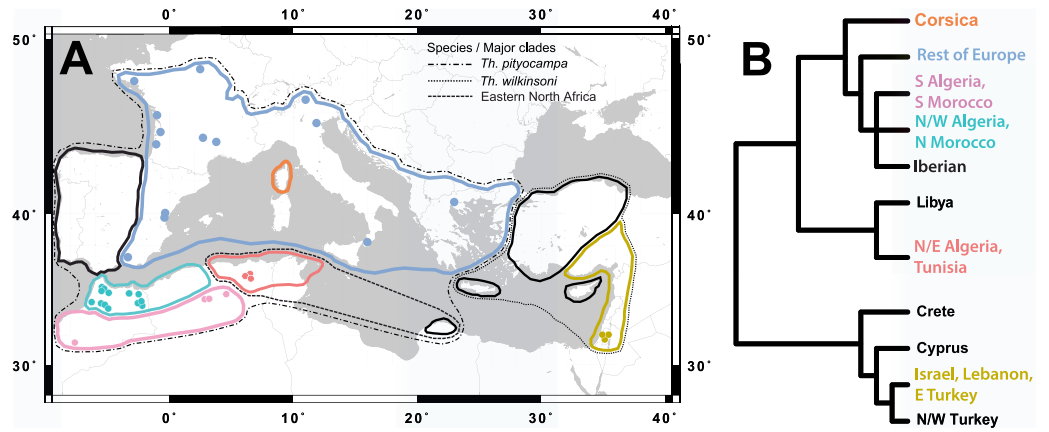 0° 10° 20° 30° 40°
50° 50°
A
Species / Major clades
Th. pityocampa
Th. wilkinsoni
Eastern North Africa
40° 40°
30° 30°
0° 10° 20° 30° 40°
B
Corsica
Rest of Europe
S Algeria,
S Morocco
N/W Algeria,
N Morocco
Iberian
Libya
N/E Algeria,
Tunisia
Crete
Cyprus
Israel, Lebanon,
E Turkey
N/W Turkey